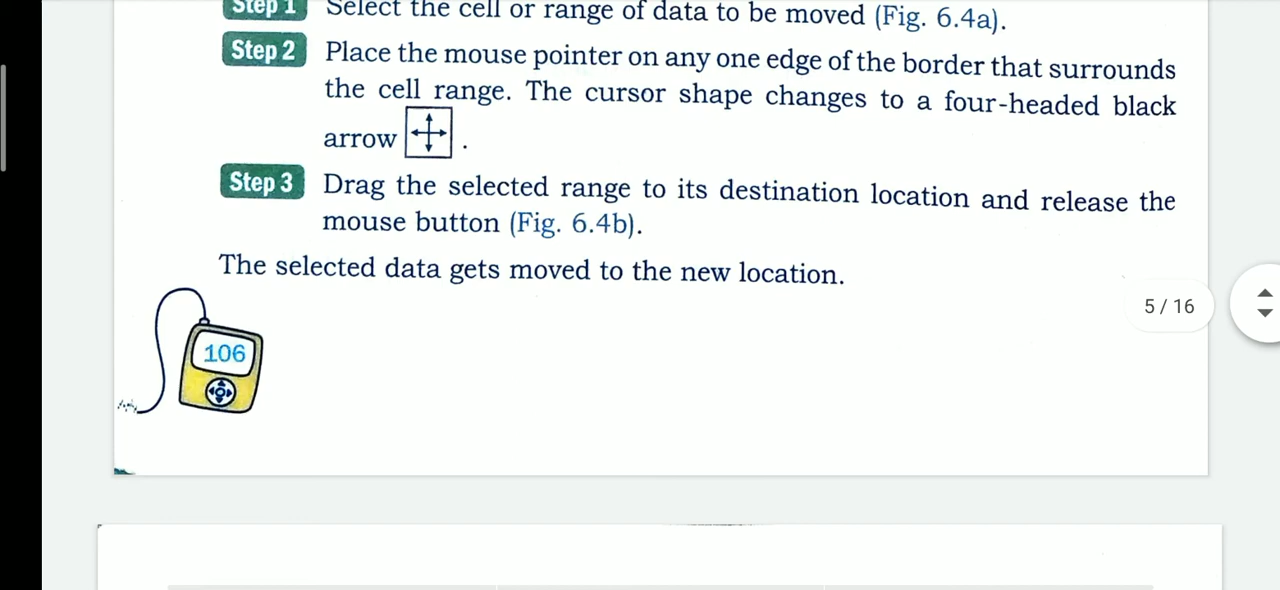 Step 1 Select the cell or range of data to be moved (Fig. 6.4a).
Step 2 Place the mouse pointer on any one edge of the border that surrounds
the cell range. The cursor shape changes to a four-headed black
arrow .
Step 3 Drag the selected range to its destination location and release the
mouse button (Fig. 6.4b).
The selected data gets moved to the new location.
5 / 16
106